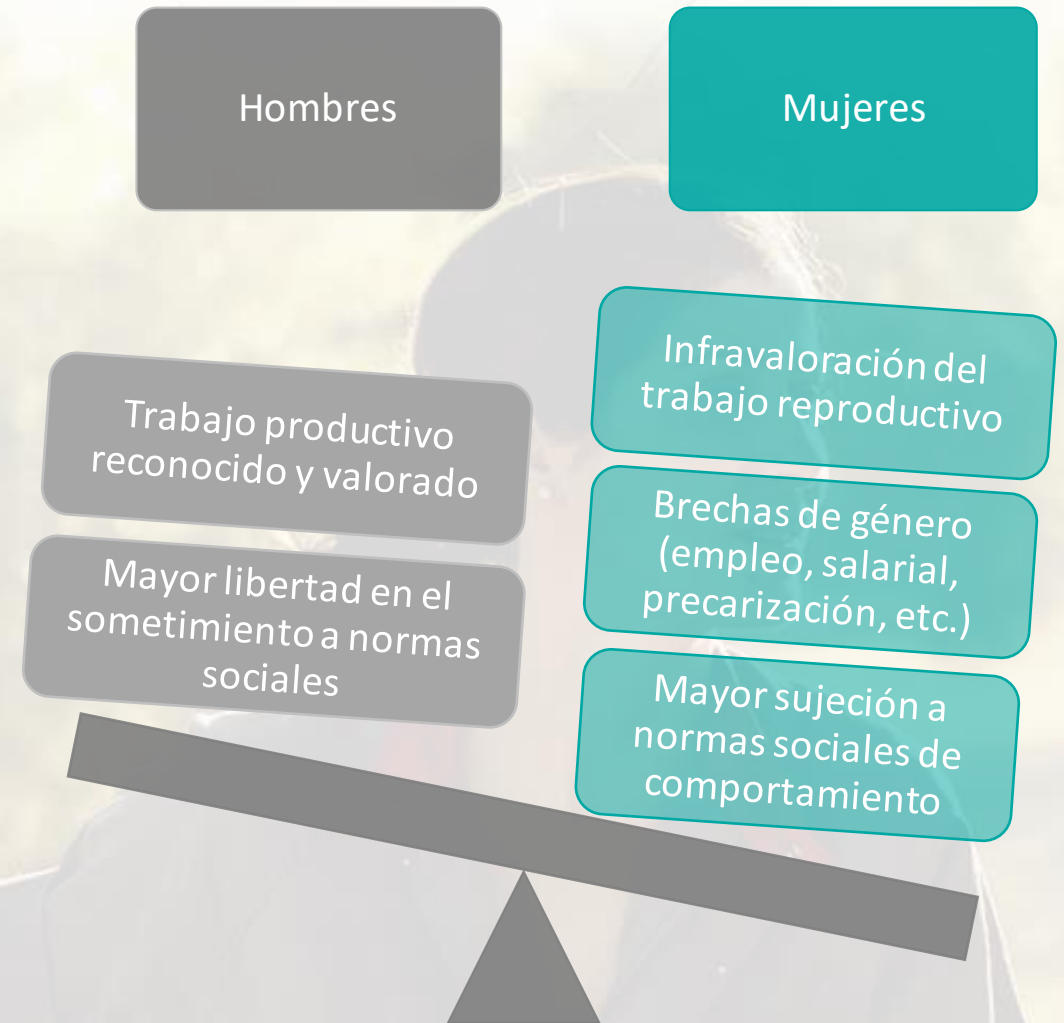 Hombres
Mujeres
Trabajo productivo
reconocido y valorado
Mayor libertad en el
sometimiento a normas
sociales
Infravaloración del
trabajo reproductivo
Brechas de género
(empleo, salarial,
precarización, etc.)
Mayor sujeción a
normas sociales de
comportamiento